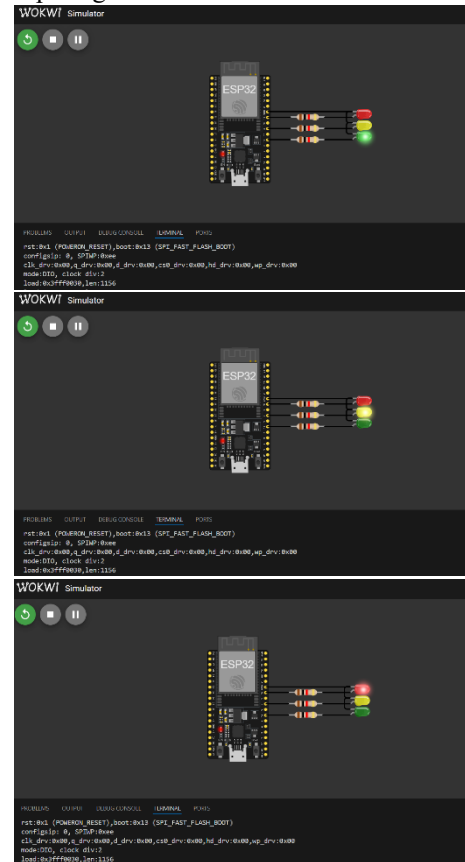 WOKWI Simulator
ESP32
PROBLEMS OUTPUT DEBUG CONSOLE TERMINAL PORTS
rst:0x1 (POWERON_RESET),boot:0x13 (SPI_FAST_FLASH_BOOT)
configsip: 0, SPIWP:0xee
clk_drv:0x00,q_drv:0x00,d_drv:0x00,cs0_drv:0x00,hd_drv:0x00,wp_drv:0x00
mode:DIO, clock div:2
load:0x3fff0030,len:1156
WOKWI Simulator
ESP32
PROBLEMS OUTPUT DEBUG CONSOLE TERMINAL PORTS
rst:0x1 (POWERON_RESET),boot:0x13 (SPI_FAST_FLASH_BOOT)
configsip: 0, SPIWP:0xee
clk_drv:0x00,q_drv:0x00,d_drv:0x00,cs0_drv:0x00,hd_drv:0x00,wp_drv:0x00
mode:DIO, clock div:2
load:0x3fff0030,len:1156
WOKWI Simulator
ESP32
PROBLEMS OUTPUT DEBUG CONSOLE TERMINAL PORTS
rst:0x1 (POWERON_RESET),boot:0x13 (SPI_FAST_FLASH_BOOT)
configsip: 0, SPIWP:0xee
clk_drv:0x00,q_drv:0x00,d_drv:0x00,cs0_drv:0x00,hd_drv:0x00,wp_drv:0x00
mode:DIO, clock div:2
load:0x3fff0030,len:1156